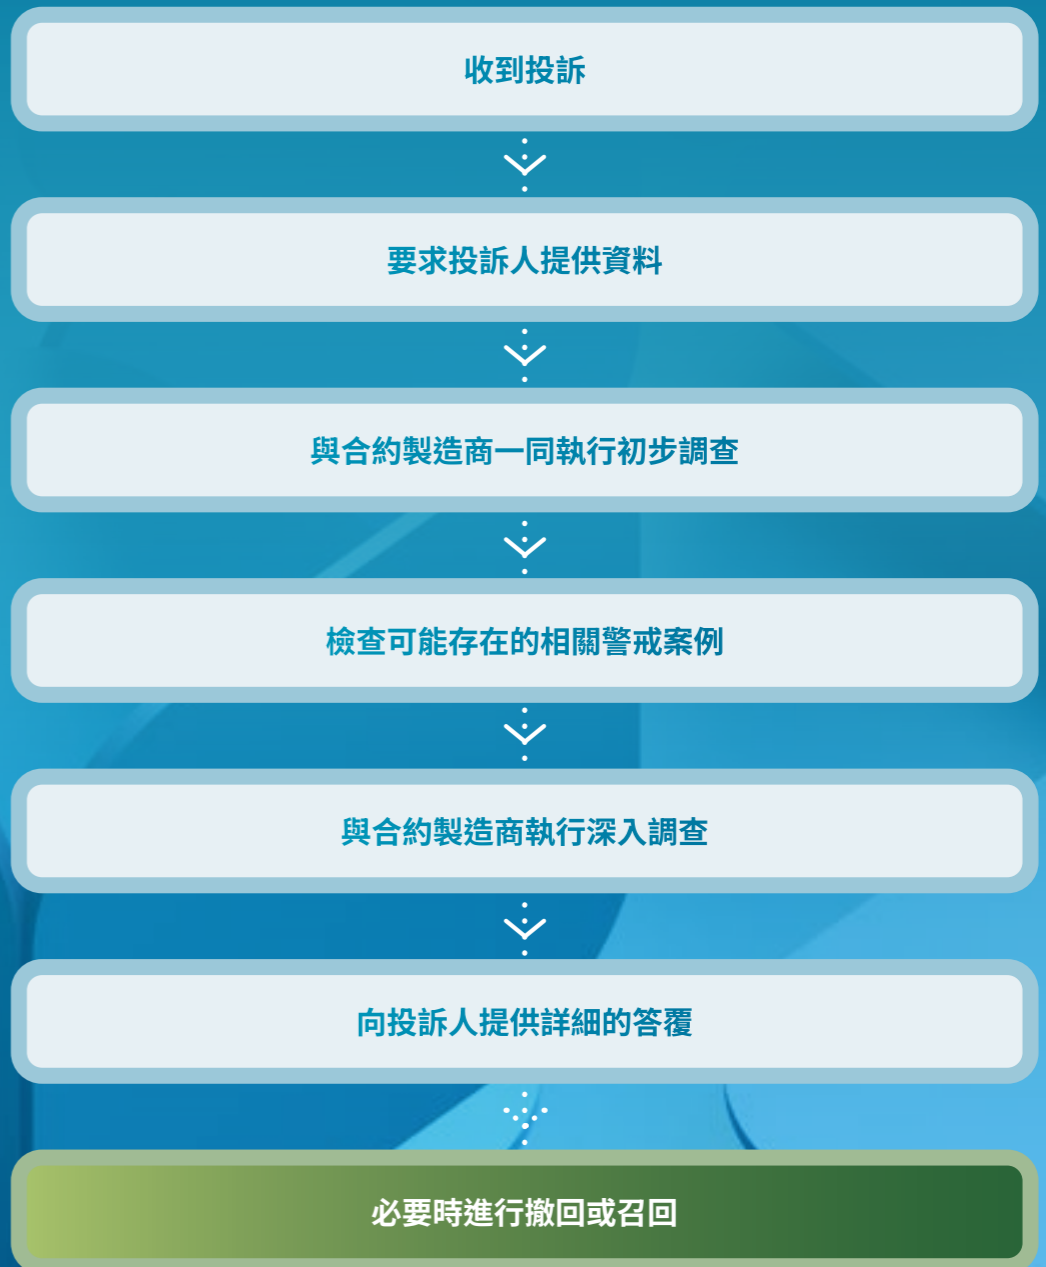 收到投訴
要求投訴人提供資料
與合約製造商一同執行初步調查
檢查可能存在的相關警戒案例
與合約製造商執行深入調查
向投訴人提供詳細的答覆
必要時進行撤回或召回